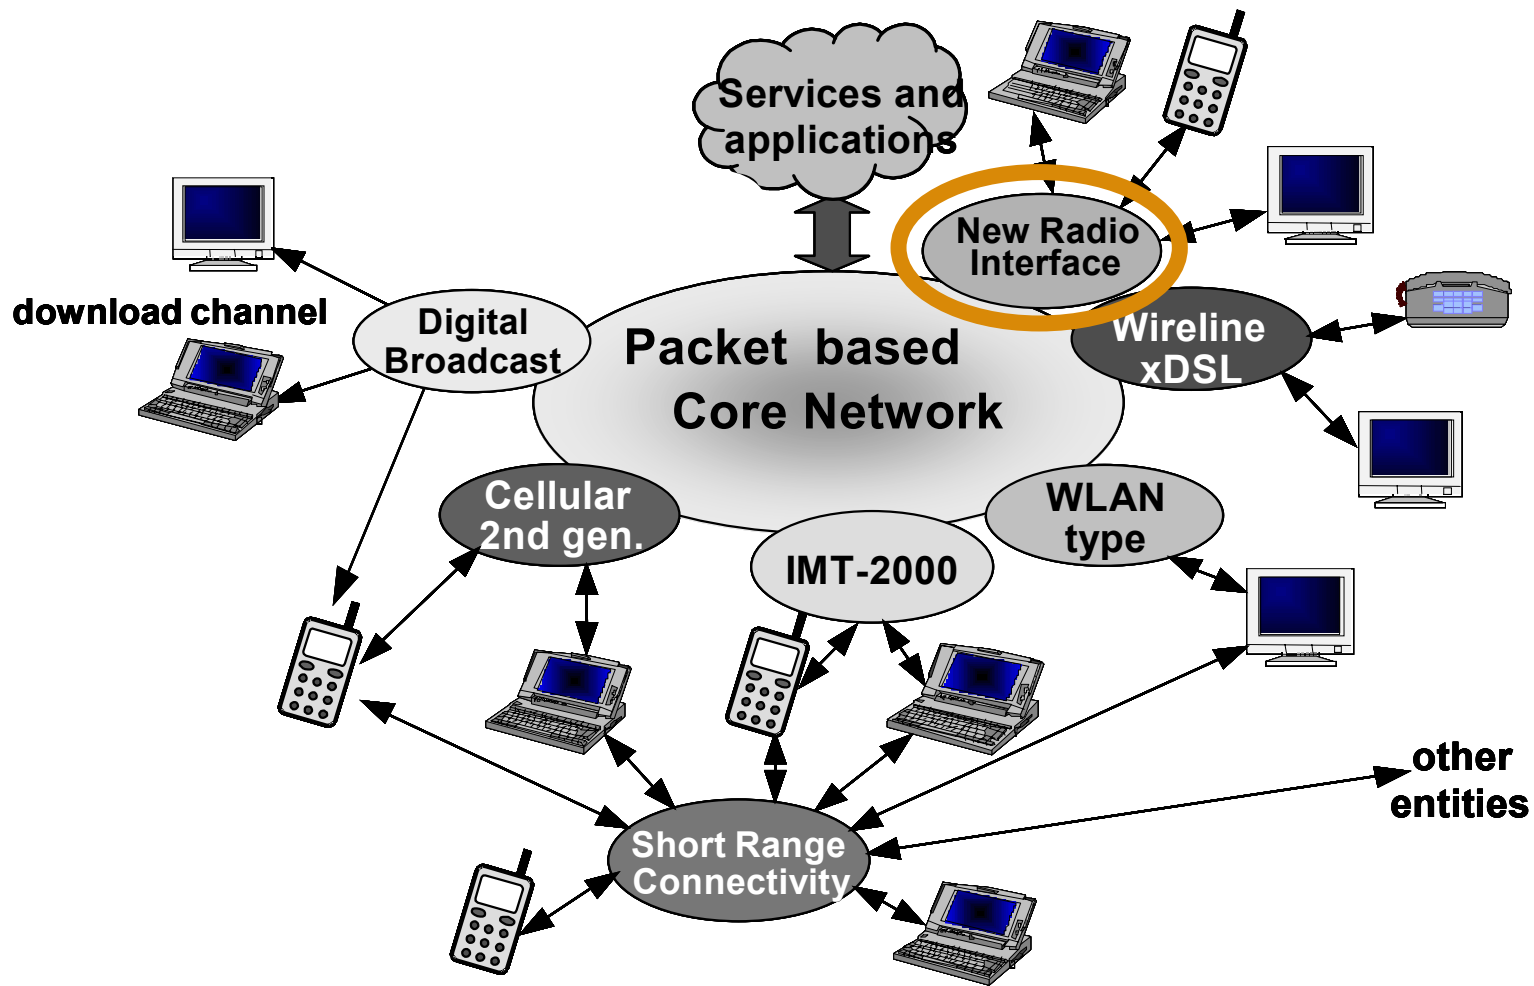 Services and
applications
New Radio
Interface
download channel
Digital
Broadcast
Packet based
Core Network
Wireline
xDSL
Cellular
2nd gen.
IMT-2000
WLAN
type
other
entities
Short Range
Connectivity